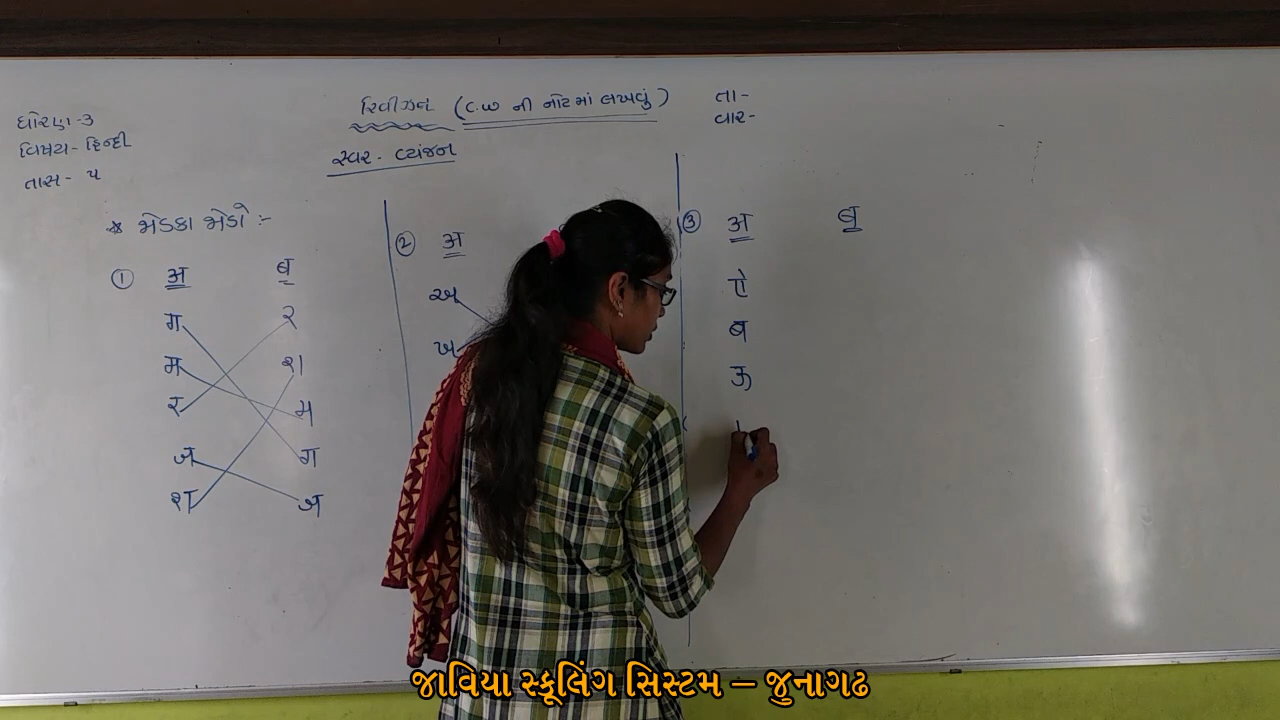 ધોરણ-૩
વિષય- હિન્દી
તાસ- ૫
રિવીઝન (C.W ની નોટમાં લખવું)
તા-
વાર-
સ્વર - વ્યંજન
* જોડકા જોડો :-
① अ ब
ग ર
म શ
र મ
ज ગ
श જ
② अ
અ
ખ
③ अ ब
ऐ
ब
ऊ
જાવિયા સ્કૂલિંગ સિસ્ટમ – જુનાગઢ